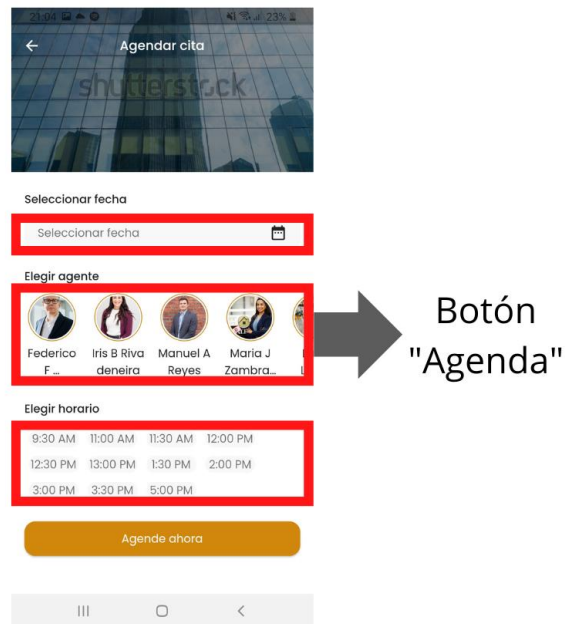 21:04 23%
Agendar cita
shutterstock
Seleccionar fecha
Seleccionar fecha
Elegir agente
Federico F ...
Iris B Riva deneira
Manuel A Reyes
Maria J Zambra...
Elegir horario
9:30 AM 11:00 AM 11:30 AM 12:00 PM
12:30 PM 13:00 PM 1:30 PM 2:00 PM
3:00 PM 3:30 PM 5:00 PM
Agende ahora
Botón
"Agenda"